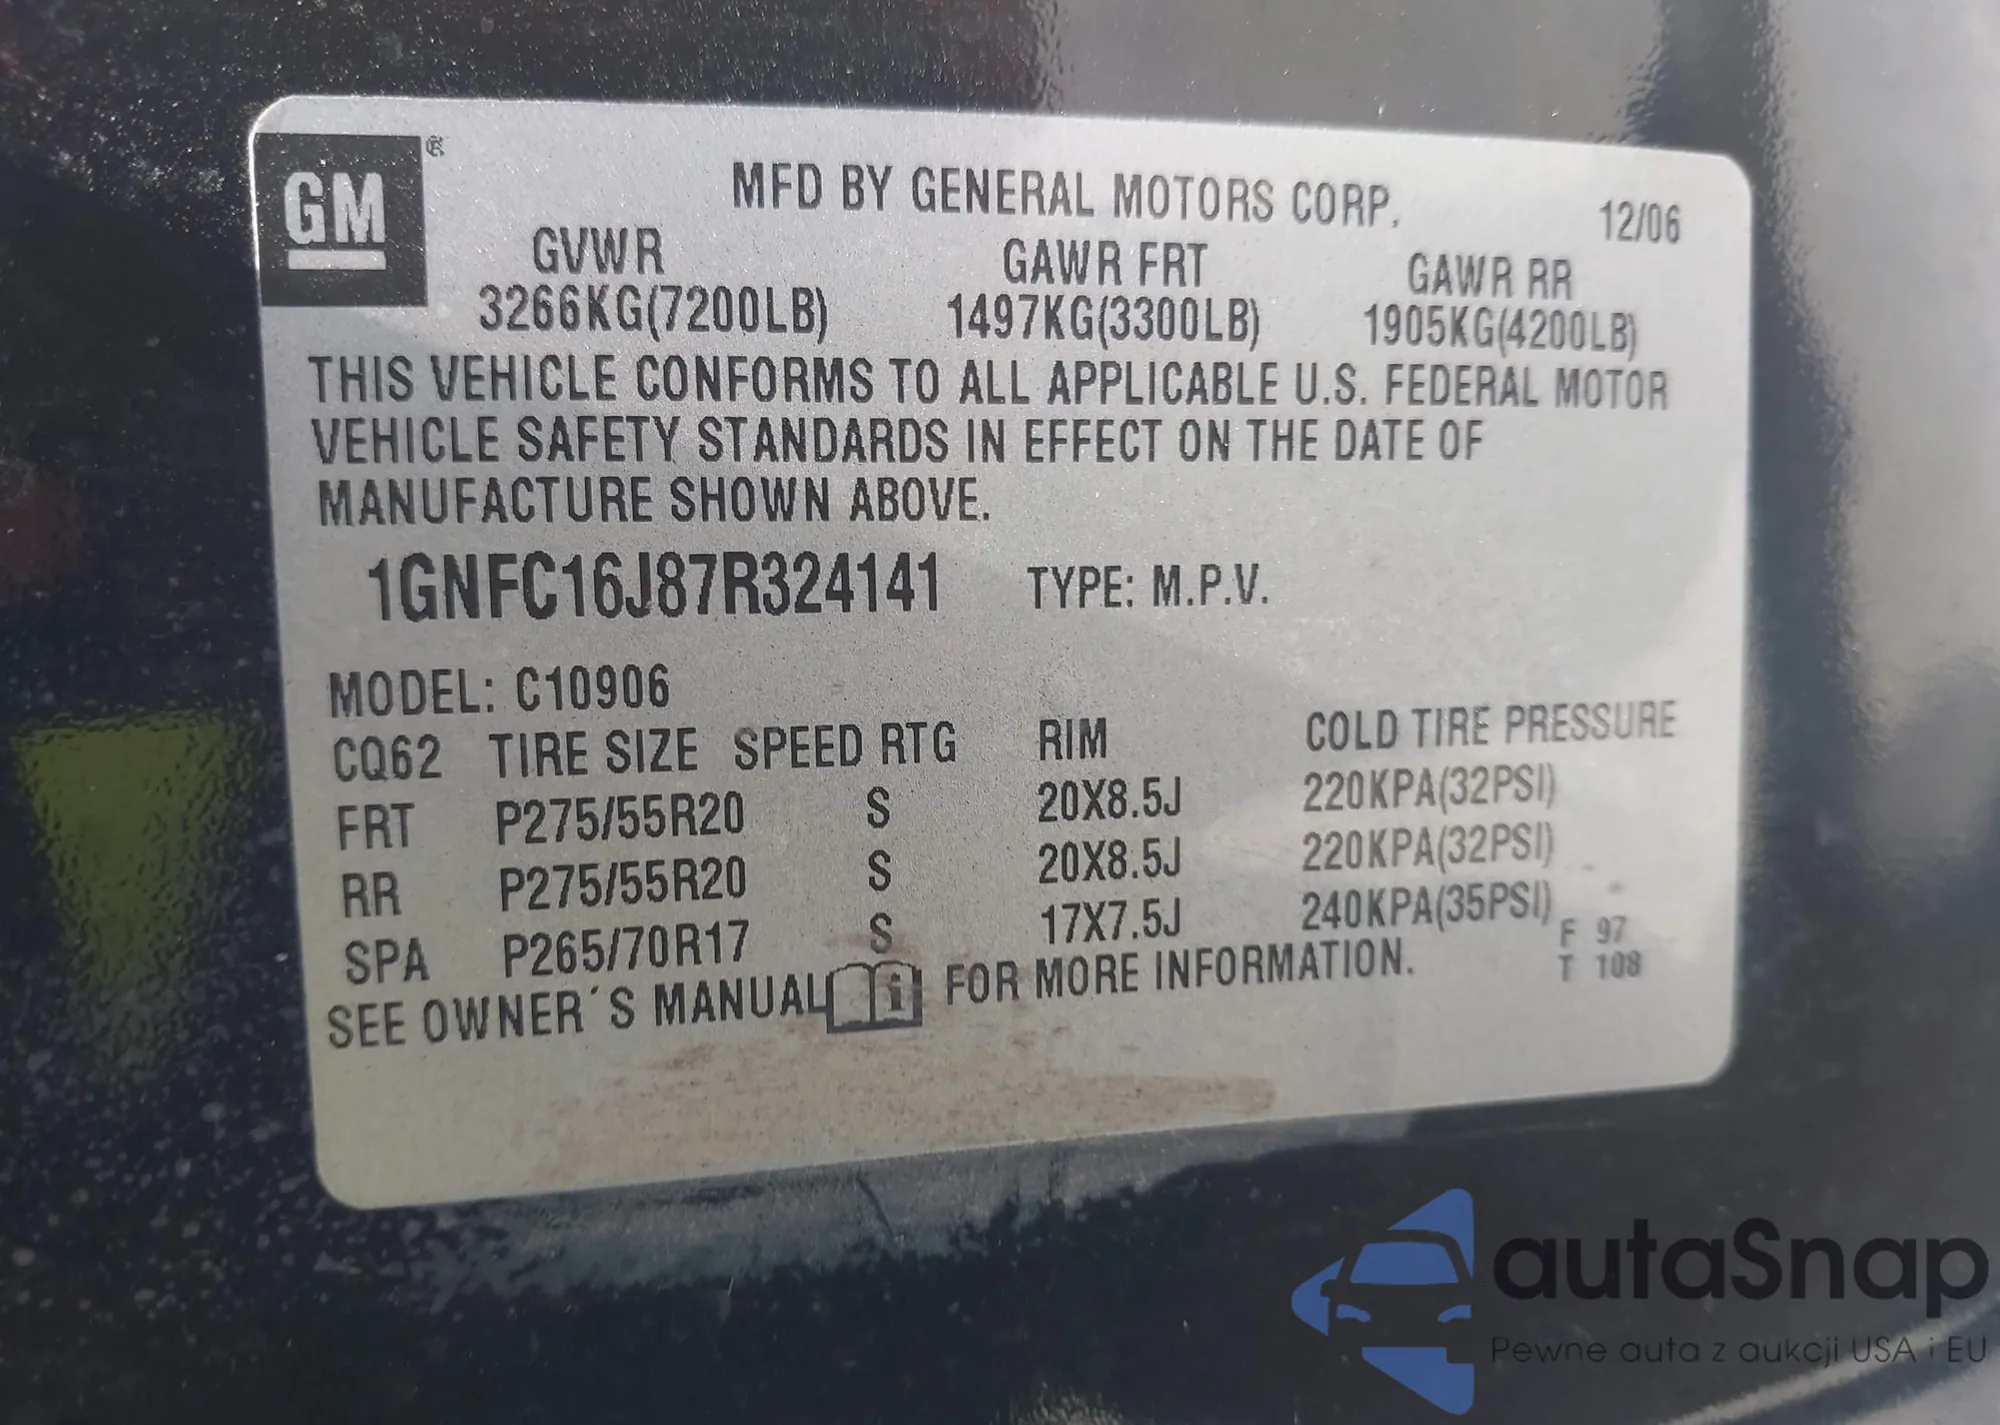 GM ®
MFD BY GENERAL MOTORS CORP. 12/06
GVWR GAWR FRT GAWR RR
3266KG(7200LB) 1497KG(3300LB) 1905KG(4200LB)
THIS VEHICLE CONFORMS TO ALL APPLICABLE U.S. FEDERAL MOTOR
VEHICLE SAFETY STANDARDS IN EFFECT ON THE DATE OF
MANUFACTURE SHOWN ABOVE.
1GNFC16J87R324141 TYPE: M.P.V.
MODEL: C10906
CQ62 TIRE SIZE SPEED RTG RIM COLD TIRE PRESSURE
FRT P275/55R20 S 20X8.5J 220KPA(32PSI)
RR P275/55R20 S 20X8.5J 220KPA(32PSI)
SPA P265/70R17 S 17X7.5J 240KPA(35PSI)
SEE OWNER´S MANUAL i FOR MORE INFORMATION.
F 97
T 108
autaSnap
Pewne auta z aukcji USA i EU